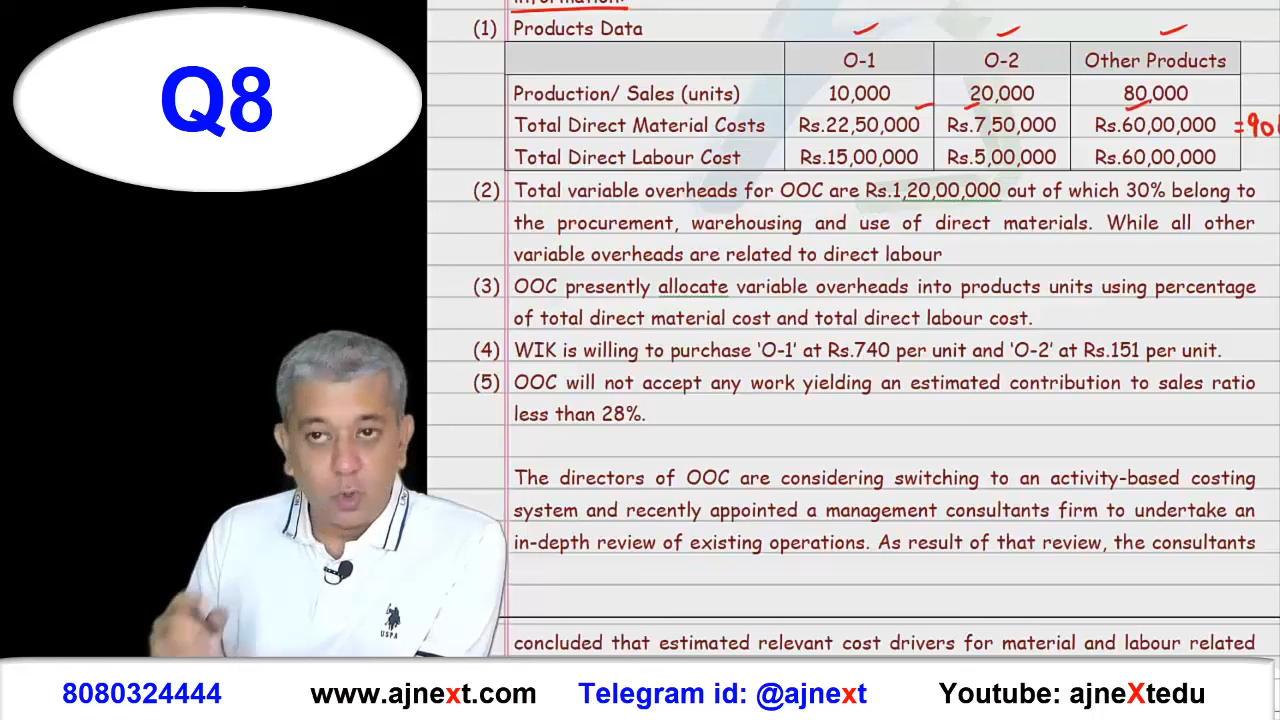 Q8
information:
(1) Products Data
O-1 O-2 Other Products
Production/ Sales (units) 10,000 20,000 80,000
Total Direct Material Costs Rs.22,50,000 Rs.7,50,000 Rs.60,00,000
Total Direct Labour Cost Rs.15,00,000 Rs.5,00,000 Rs.60,00,000
(2) Total variable overheads for OOC are Rs.1,20,00,000 out of which 30% belong to
the procurement, warehousing and use of direct materials. While all other
variable overheads are related to direct labour
(3) OOC presently allocate variable overheads into products units using percentage
of total direct material cost and total direct labour cost.
(4) WIK is willing to purchase ‘O-1’ at Rs.740 per unit and ‘O-2’ at Rs.151 per unit.
(5) OOC will not accept any work yielding an estimated contribution to sales ratio
less than 28%.
The directors of OOC are considering switching to an activity-based costing
system and recently appointed a management consultants firm to undertake an
in-depth review of existing operations. As result of that review, the consultants
concluded that estimated relevant cost drivers for material and labour related
USPA
8080324444 www.ajnext.com Telegram id: @ajnext Youtube: ajneXtedu